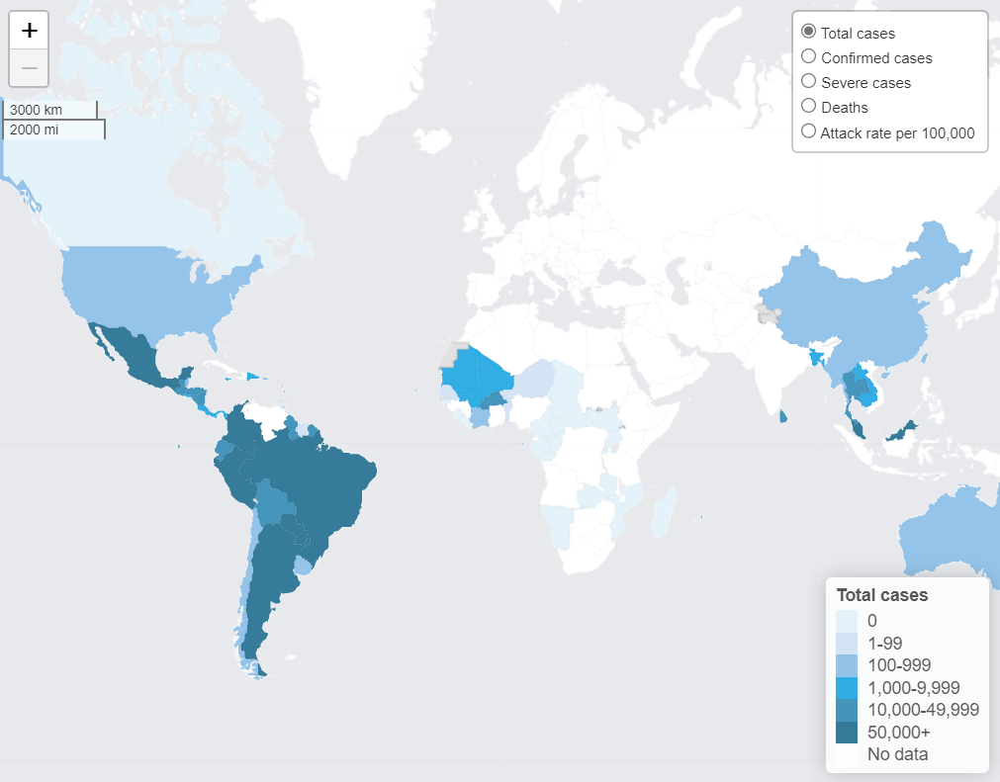 +
−
3000 km
2000 mi
Total cases
Confirmed cases
Severe cases
Deaths
Attack rate per 100,000
Total cases
0
1-99
100-999
1,000-9,999
10,000-49,999
50,000+
No data